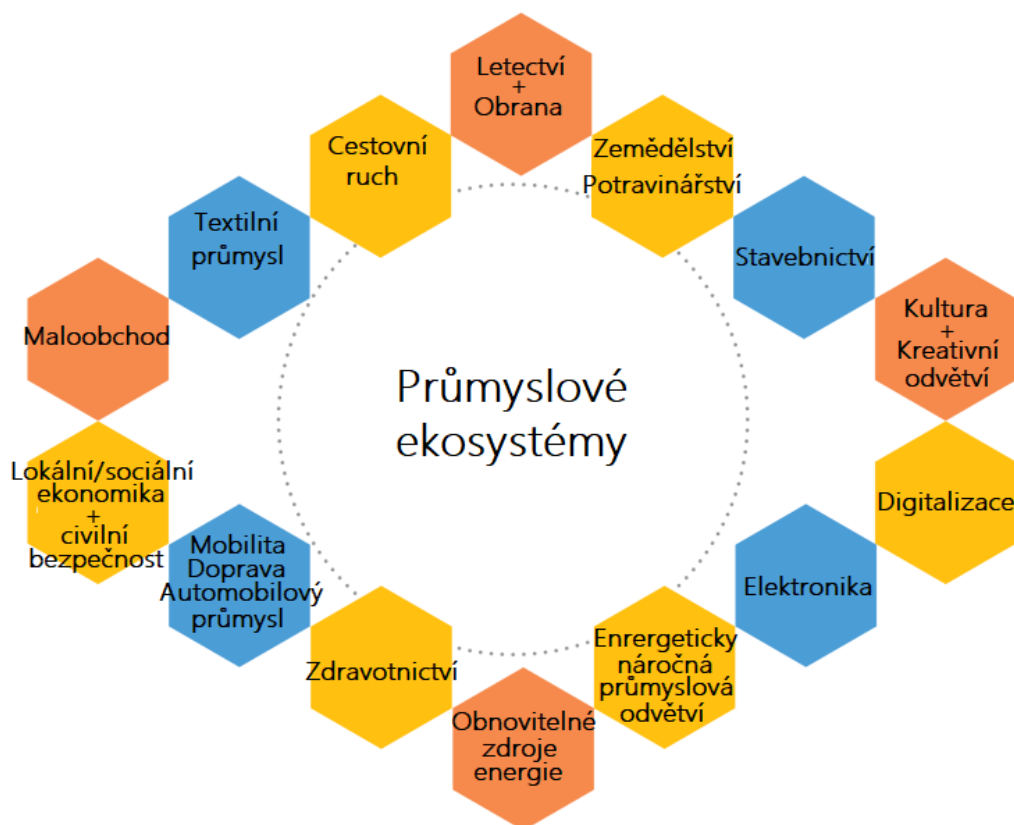 Letectví
+
Obrana
Cestovní
ruch
Zemědělství
Potravinářství
Textilní
průmysl
Stavebnictví
Maloobchod
Kultura
+
Kreativní
odvětví
Průmyslové
ekosystémy
Lokální/sociální
ekonomika
+
civilní
bezpečnost
Digitalizace
Mobilita
Doprava
Automobilový
průmysl
Elektronika
Zdravotnictví
Enrergeticky
náročná
průmyslová
odvětví
Obnovitelné
zdroje
energie